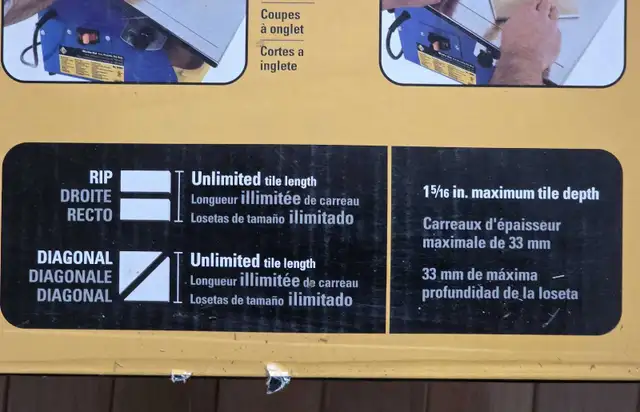 Coupes
à onglet
Cortes a
inglete
RIP
DROITE
RECTO
Unlimited tile length
Longueur illimitée de carreau
Losetas de tamaño ilimitado
DIAGONAL
DIAGONALE
DIAGONAL
Unlimited tile length
Longueur illimitée de carreau
Losetas de tamaño ilimitado
1 5/16 in. maximum tile depth
Carreaux d'épaisseur
maximale de 33 mm
33 mm de máxima
profundidad de la loseta